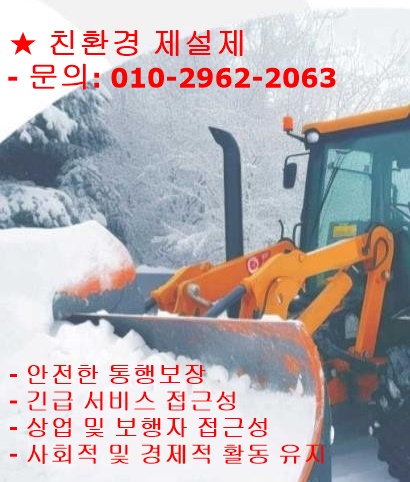 ★ 친환경 제설제
- 문의: 010-2962-2063
- 안전한 통행보장
- 긴급 서비스 접근성
- 상업 및 보행자 접근성
- 사회적 및 경제적 활동 유지